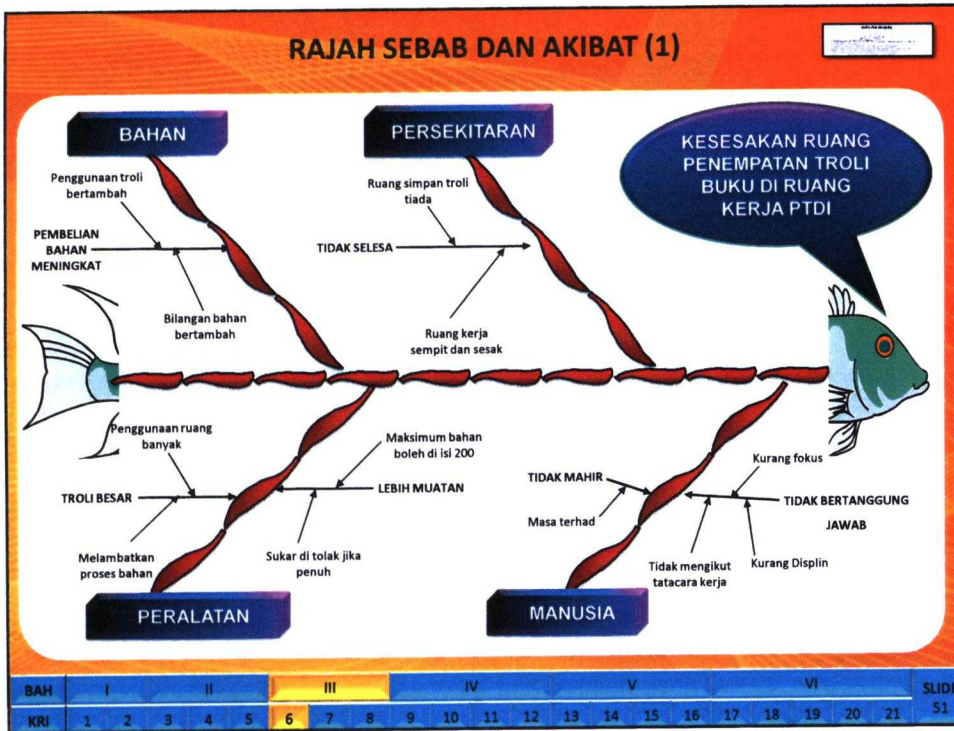 RAJAH SEBAB DAN AKIBAT (1)
BAHAN
PERSEKITARAN
KESESAKAN RUANG
PENEMPATAN TROLI
BUKU DI RUANG
KERJA PTDI
Penggunaan troli
bertambah
PEMBELIAN
BAHAN
MENINGKAT
Bilangan bahan
bertambah
Ruang simpan troli
tiada
TIDAK SELESA
Ruang kerja
sempit dan sesak
Penggunaan ruang
banyak
TROLI BESAR
Melambatkan
proses bahan
Maksimum bahan
boleh di isi 200
LEBIH MUATAN
Sukar di tolak jika
penuh
TIDAK MAHIR
Masa terhad
Kurang fokus
TIDAK BERTANGGUNG
JAWAB
Tidak mengikut
tatacara kerja
Kurang Displin
PERALATAN
MANUSIA
BAH I II III IV V VI SLIDE
KRI 1 2 3 4 5 6 7 8 9 10 11 12 13 14 15 16 17 18 19 20 21 51